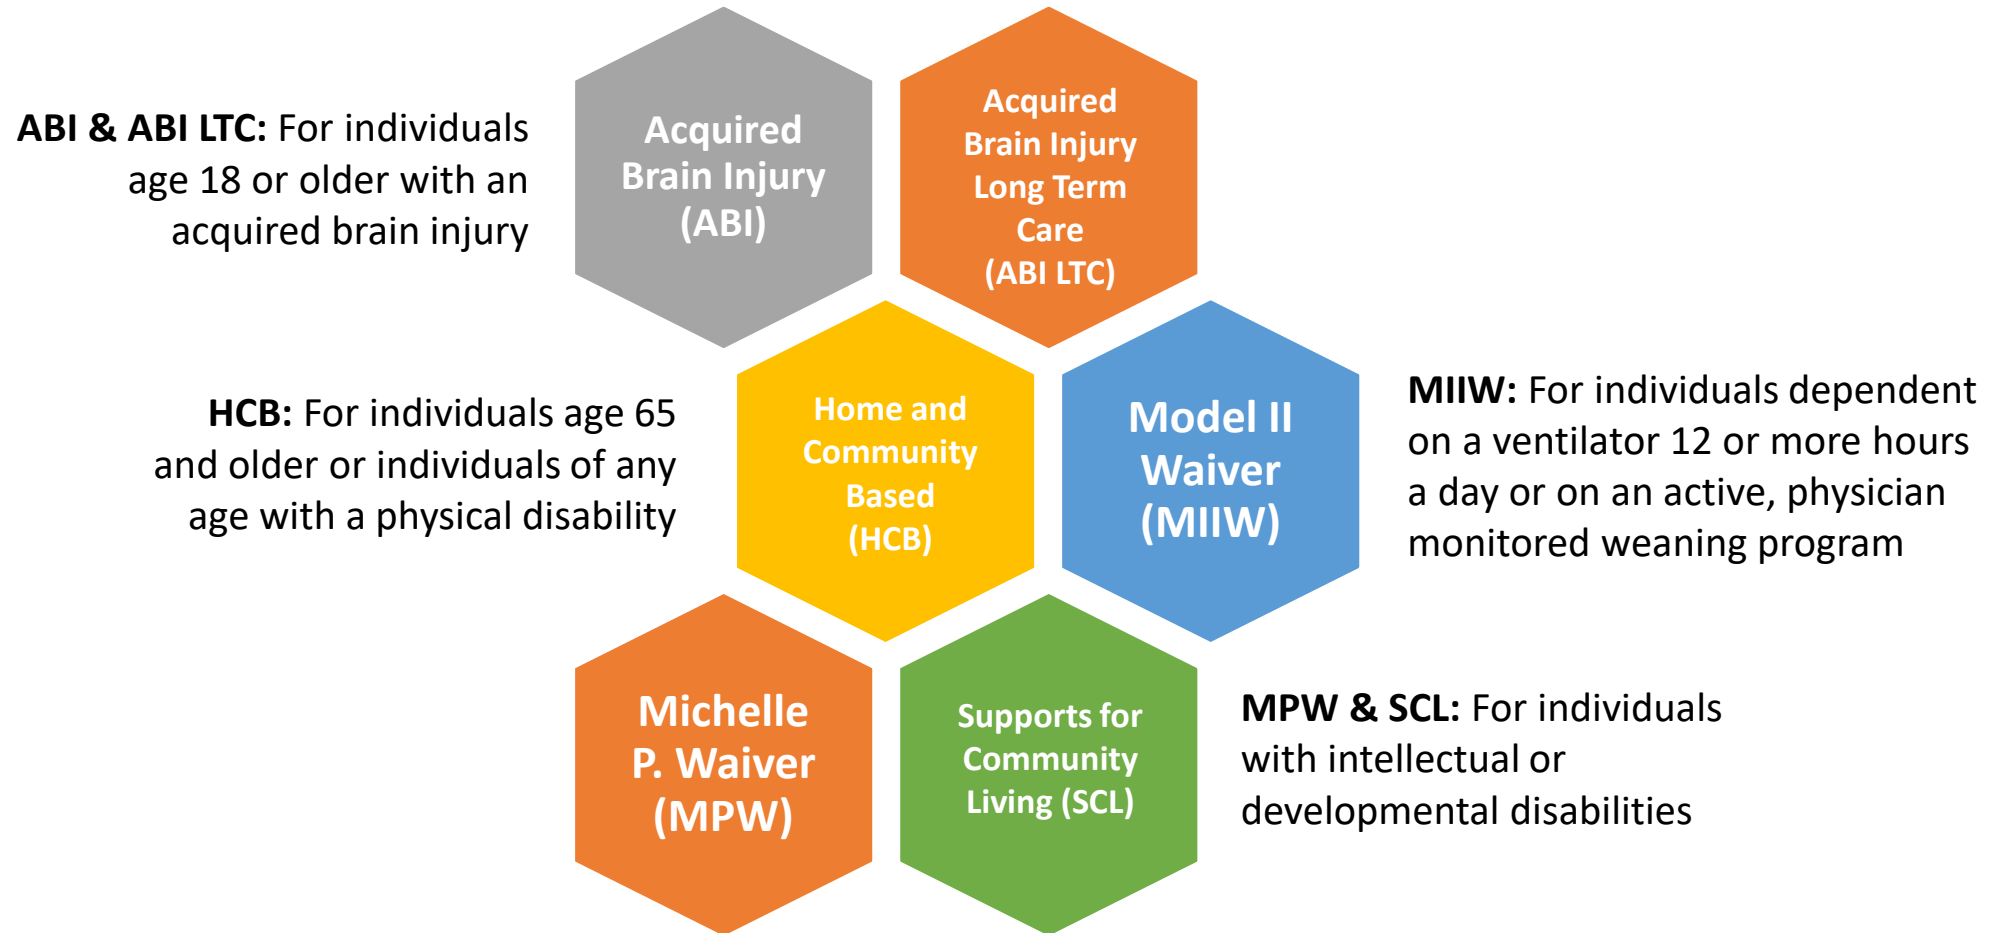 ABI & ABI LTC: For individuals
age 18 or older with an
acquired brain injury
Acquired
Brain Injury
(ABI)
Acquired
Brain Injury
Long Term
Care
(ABI LTC)
HCB: For individuals age 65
and older or individuals of any
age with a physical disability
Home and
Community
Based
(HCB)
Model II
Waiver
(MIIW)
MIIW: For individuals dependent
on a ventilator 12 or more hours
a day or on an active, physician
monitored weaning program
Michelle
P. Waiver
(MPW)
Supports for
Community
Living (SCL)
MPW & SCL: For individuals
with intellectual or
developmental disabilities